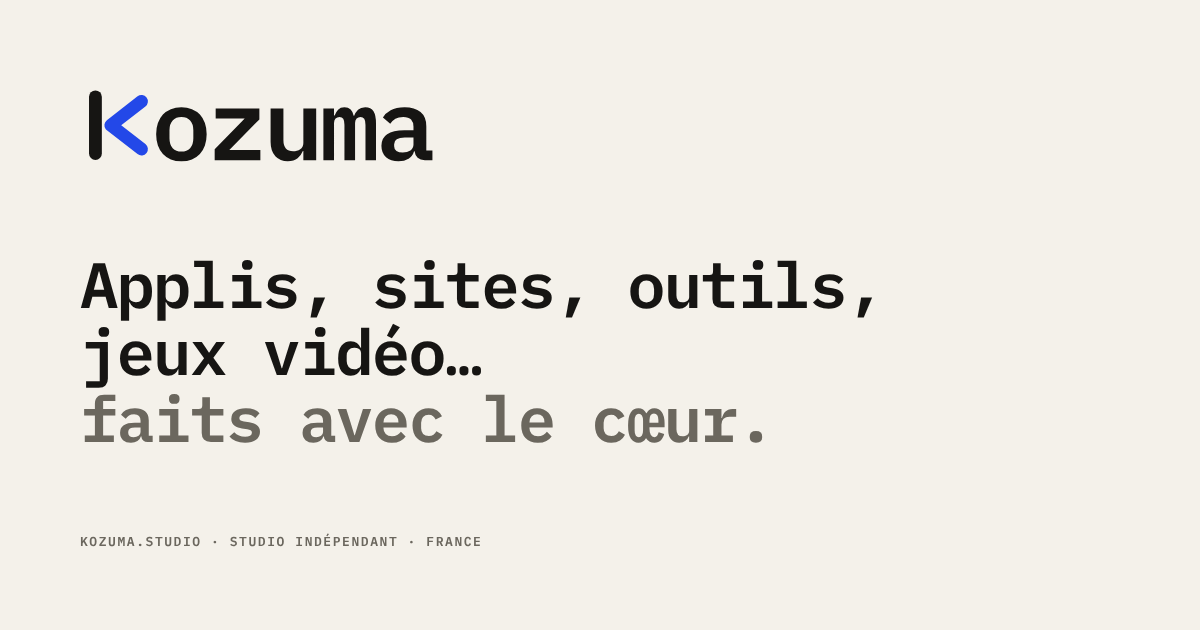 Kozuma
Applis, sites, outils,
jeux vidéo…
faits avec le cœur.
KOZUMA.STUDIO · STUDIO INDÉPENDANT · FRANCE